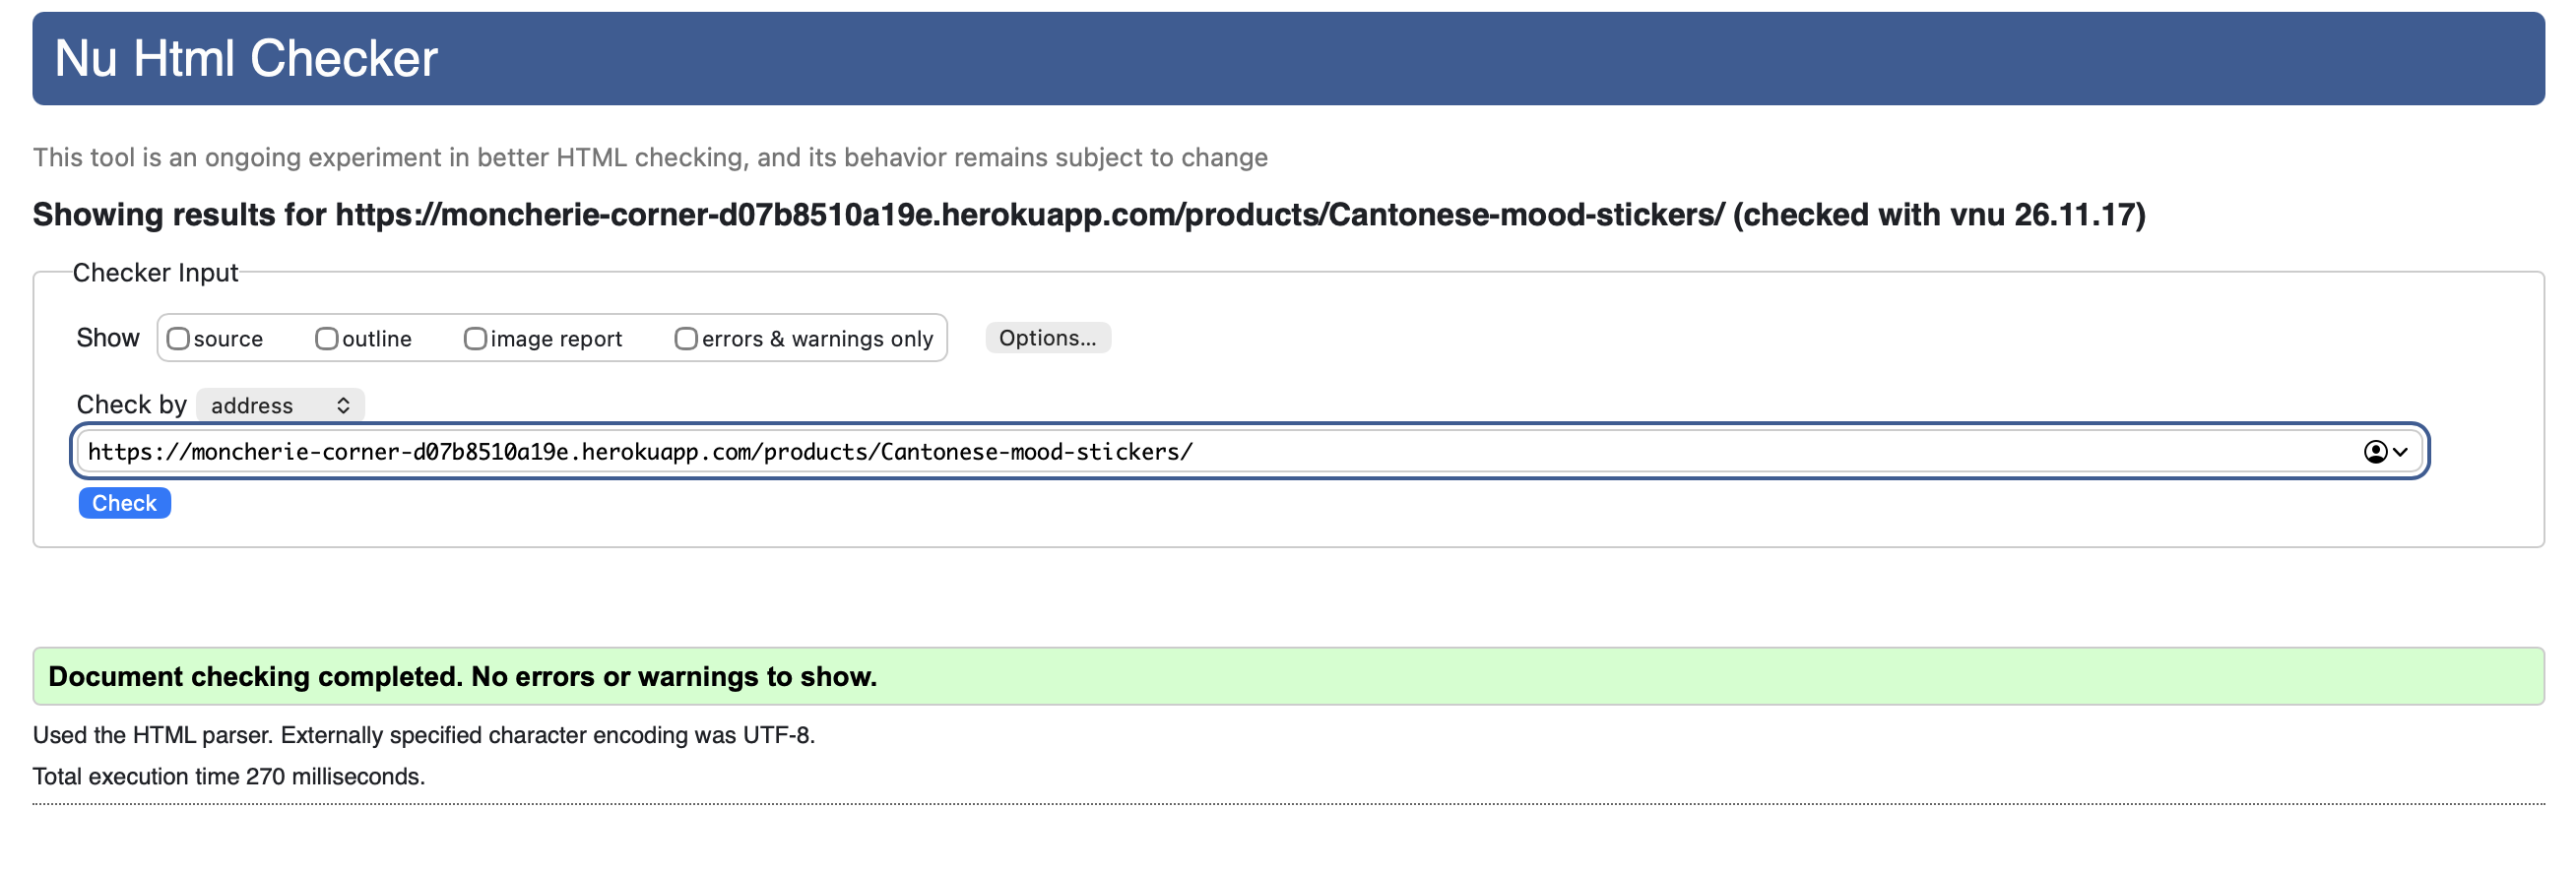 Nu Html Checker
This tool is an ongoing experiment in better HTML checking, and its behavior remains subject to change
Showing results for https://moncherie-corner-d07b8510a19e.herokuapp.com/products/Cantonese-mood-stickers/ (checked with vnu 26.11.17)
Checker Input
Show source outline image report errors & warnings only Options...
Check by address
https://moncherie-corner-d07b8510a19e.herokuapp.com/products/Cantonese-mood-stickers/
Check
Document checking completed. No errors or warnings to show.
Used the HTML parser. Externally specified character encoding was UTF-8.
Total execution time 270 milliseconds.